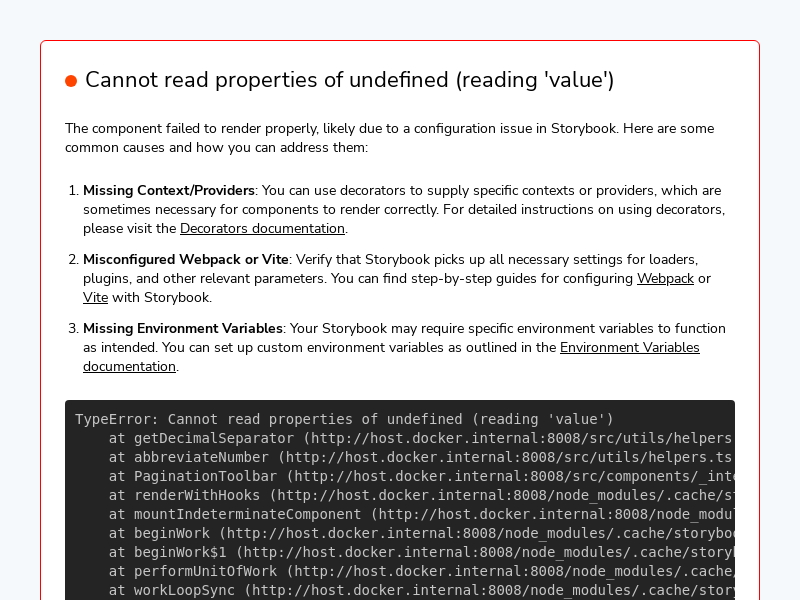 Cannot read properties of undefined (reading 'value')
The component failed to render properly, likely due to a configuration issue in Storybook. Here are some
common causes and how you can address them:
1. Missing Context/Providers: You can use decorators to supply specific contexts or providers, which are
sometimes necessary for components to render correctly. For detailed instructions on using decorators,
please visit the Decorators documentation.
2. Misconfigured Webpack or Vite: Verify that Storybook picks up all necessary settings for loaders,
plugins, and other relevant parameters. You can find step-by-step guides for configuring Webpack or
Vite with Storybook.
3. Missing Environment Variables: Your Storybook may require specific environment variables to function
as intended. You can set up custom environment variables as outlined in the Environment Variables
documentation.
TypeError: Cannot read properties of undefined (reading 'value')
at getDecimalSeparator (http://host.docker.internal:8008/src/utils/helpers
at abbreviateNumber (http://host.docker.internal:8008/src/utils/helpers.ts
at PaginationToolbar (http://host.docker.internal:8008/src/components/_inte
at renderWithHooks (http://host.docker.internal:8008/node_modules/.cache/st
at mountIndeterminateComponent (http://host.docker.internal:8008/node_modul
at beginWork (http://host.docker.internal:8008/node_modules/.cache/storyboo
at beginWork$1 (http://host.docker.internal:8008/node_modules/.cache/storyb
at performUnitOfWork (http://host.docker.internal:8008/node_modules/.cache/
at workLoopSync (http://host.docker.internal:8008/node_modules/.cache/story